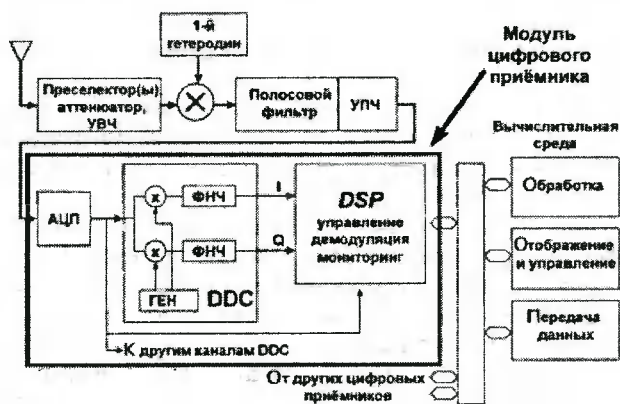 1-й
гетеродин
Модуль
цифрового
приёмника
Преселектор(ы)
аттенюатор,
УВЧ
X
Полосовой
фильтр
УПЧ
Вычислительная
среда
Обработка
Отображение
и управление
Передача
данных
АЦП
x
ФНЧ
I
x
ФНЧ
Q
ГЕН
DDC
DSP
управление
демодуляция
мониторинг
К другим каналам DDC
От других цифровых
приёмников